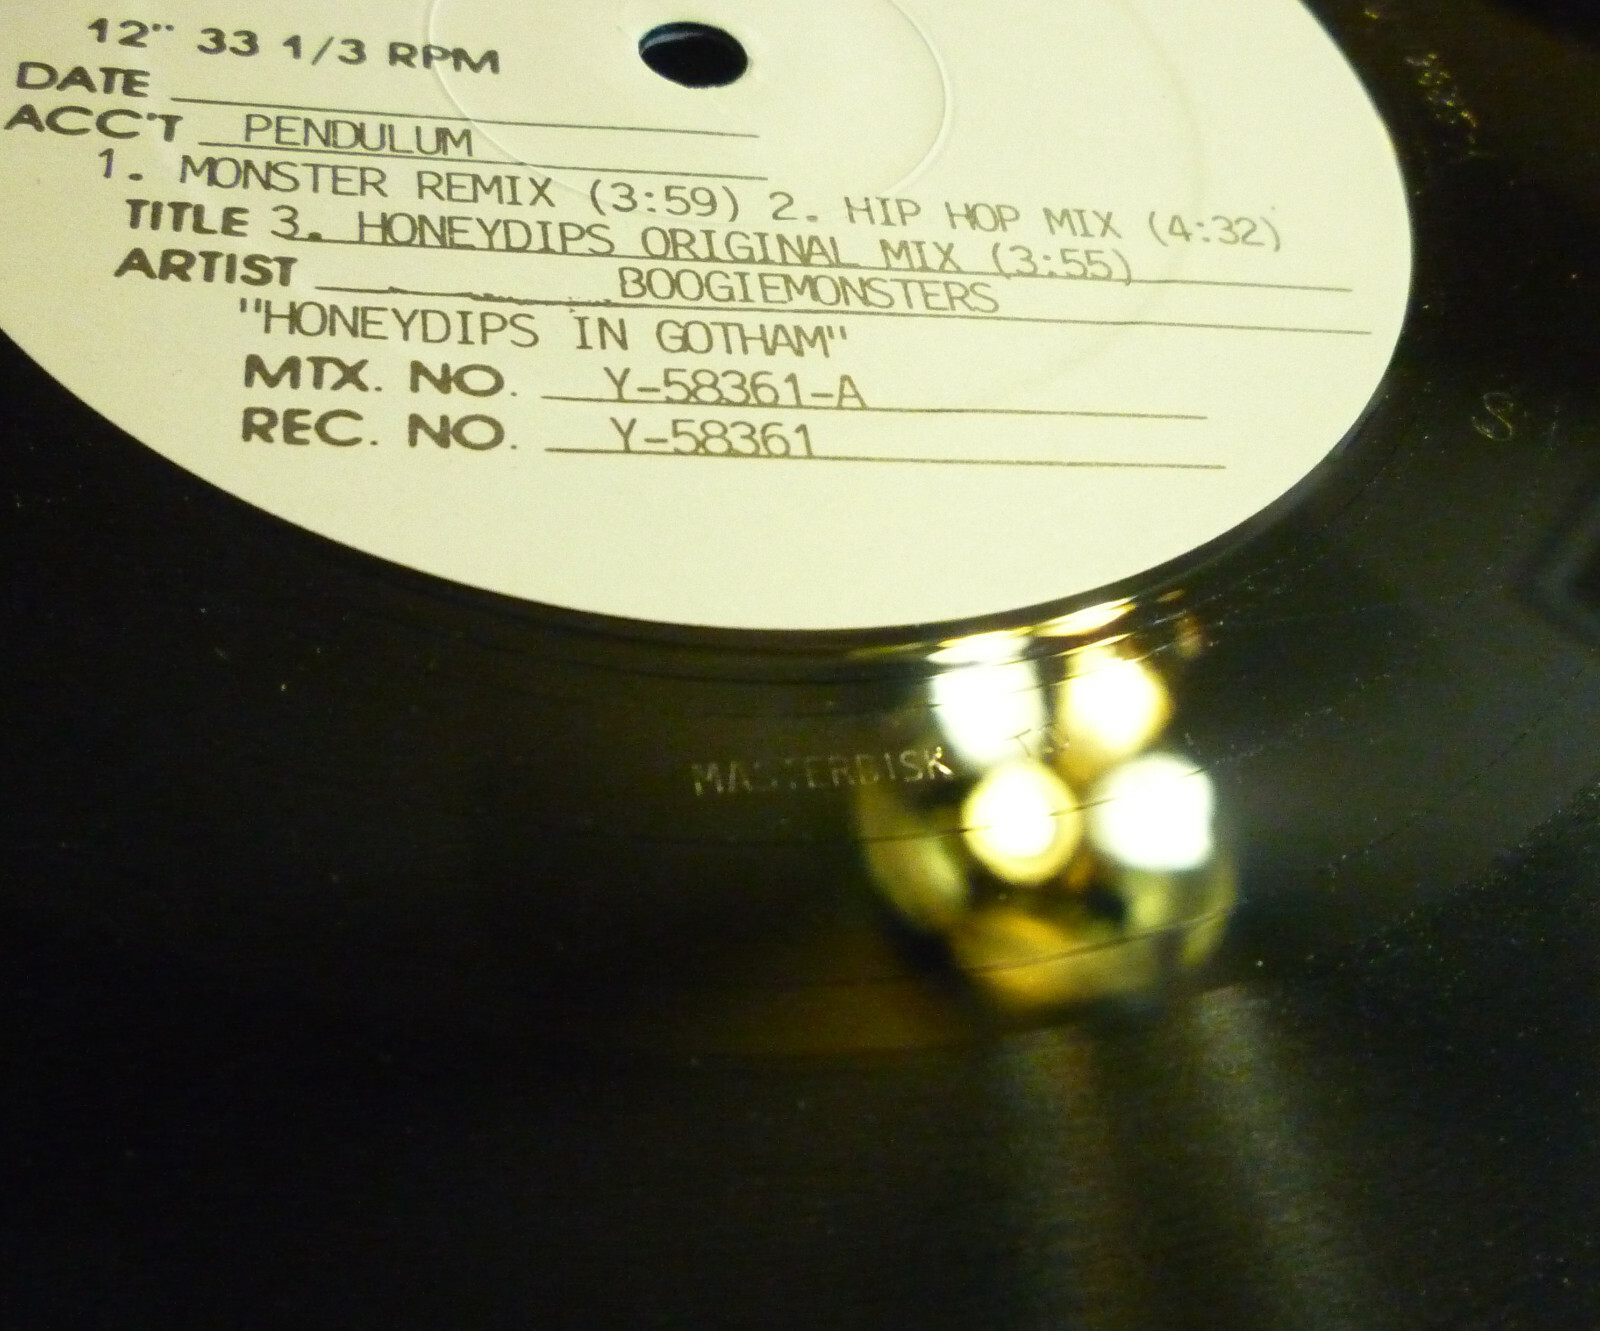 12" 33 1/3 RPM
DATE
ACC'T PENDULUM
1. MONSTER REMIX (3:59) 2. HIP HOP MIX (4:32)
TITLE 3. HONEYDIPS ORIGINAL MIX (3:55)
ARTIST BOOGIEMONSTERS
"HONEYDIPS IN GOTHAM"
MTX. NO. Y-58361-A
REC. NO. Y-58361
MASTERDISK